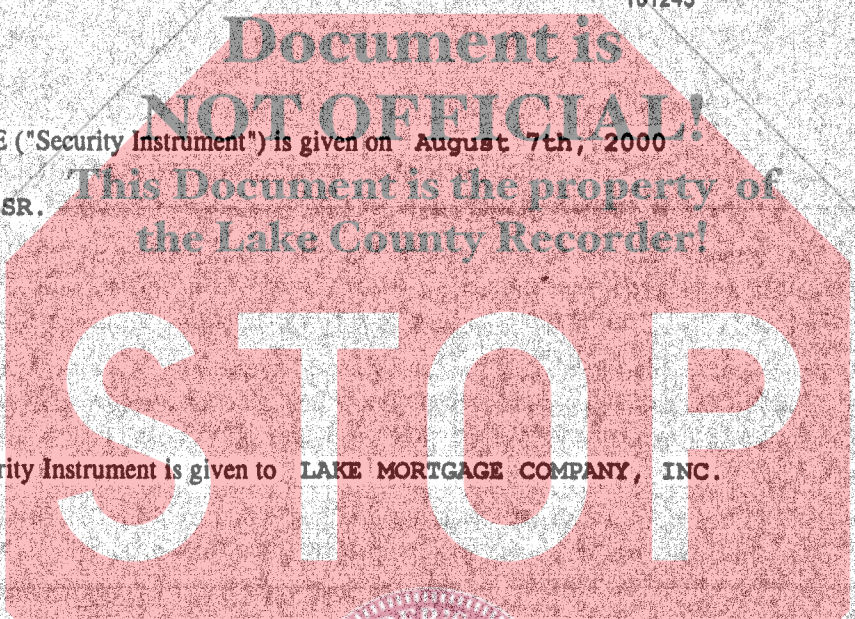 Document is
NOT OFFICIAL!
E ("Security Instrument") is given on August 7th, 2000
This Document is the property of
SR.
the Lake County Recorder!
STOP
rity Instrument is given to LAKE MORTGAGE COMPANY, INC.